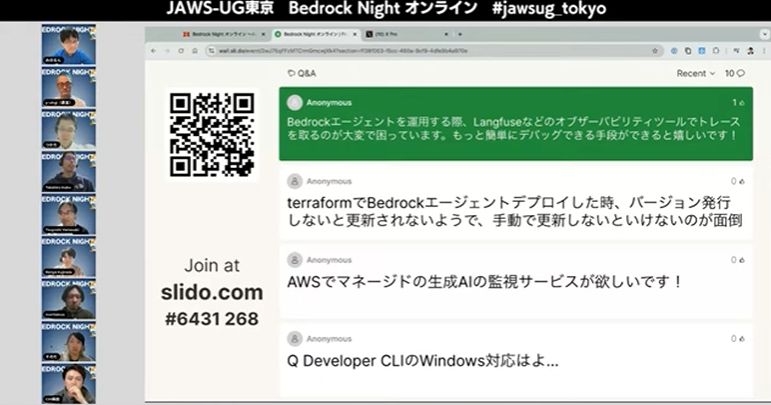 JAWS-UG東京 Bedrock Night オンライン #jawsug_tokyo
Q&A
Recent
10
Anonymous
1
Bedrockエージェントを運用する際、Langfuseなどのオブザーバビリティツールでトレース
を取るのが大変で困っています。もっと簡単にデバッグできる手段ができると嬉しいです！
Anonymous
0
terraformでBedrockエージェントデプロイした時、バージョン発行
しないと更新されないようで、手動で更新しないといけないのが面倒
Anonymous
0
AWSでマネージドの生成AIの監視サービスが欲しいです！
Anonymous
0
Q Developer CLIのWindows対応はよ...
Join at
slido.com
#6431 268